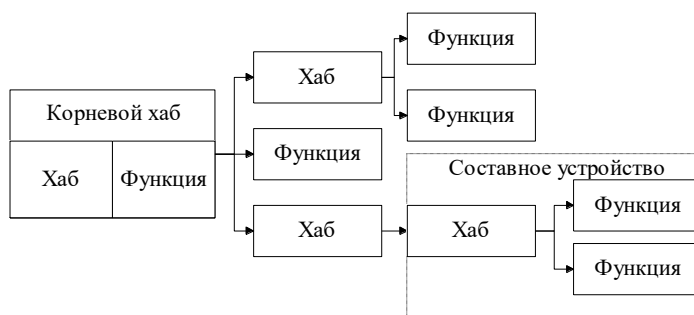 Функция
Хаб
Корневой хаб
Функция
Хаб
Функция
Функция
Составное устройство
Функция
Хаб
Хаб
Функция